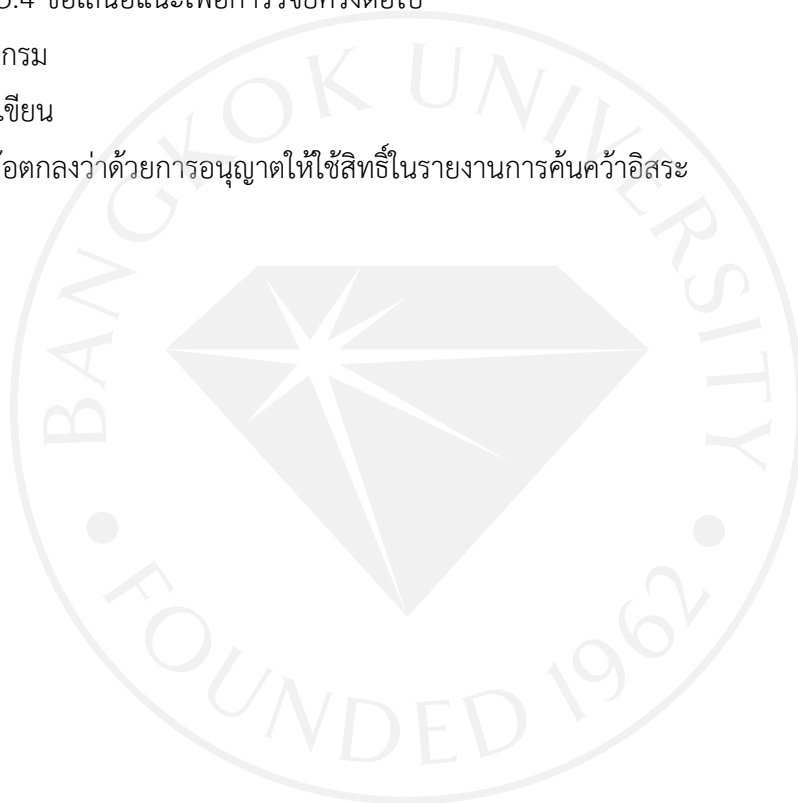 5.4 ข้อเสนอแนะเพื่อการวิจัยครั้งต่อไป
กรม
เขียน
อตกลงว่าด้วยการอนุญาตให้ใช้สิทธิ์ในรายงานการค้นคว้าอิสระ
BANGKOK UNIVERSITY
• FOUNDED 1962 •